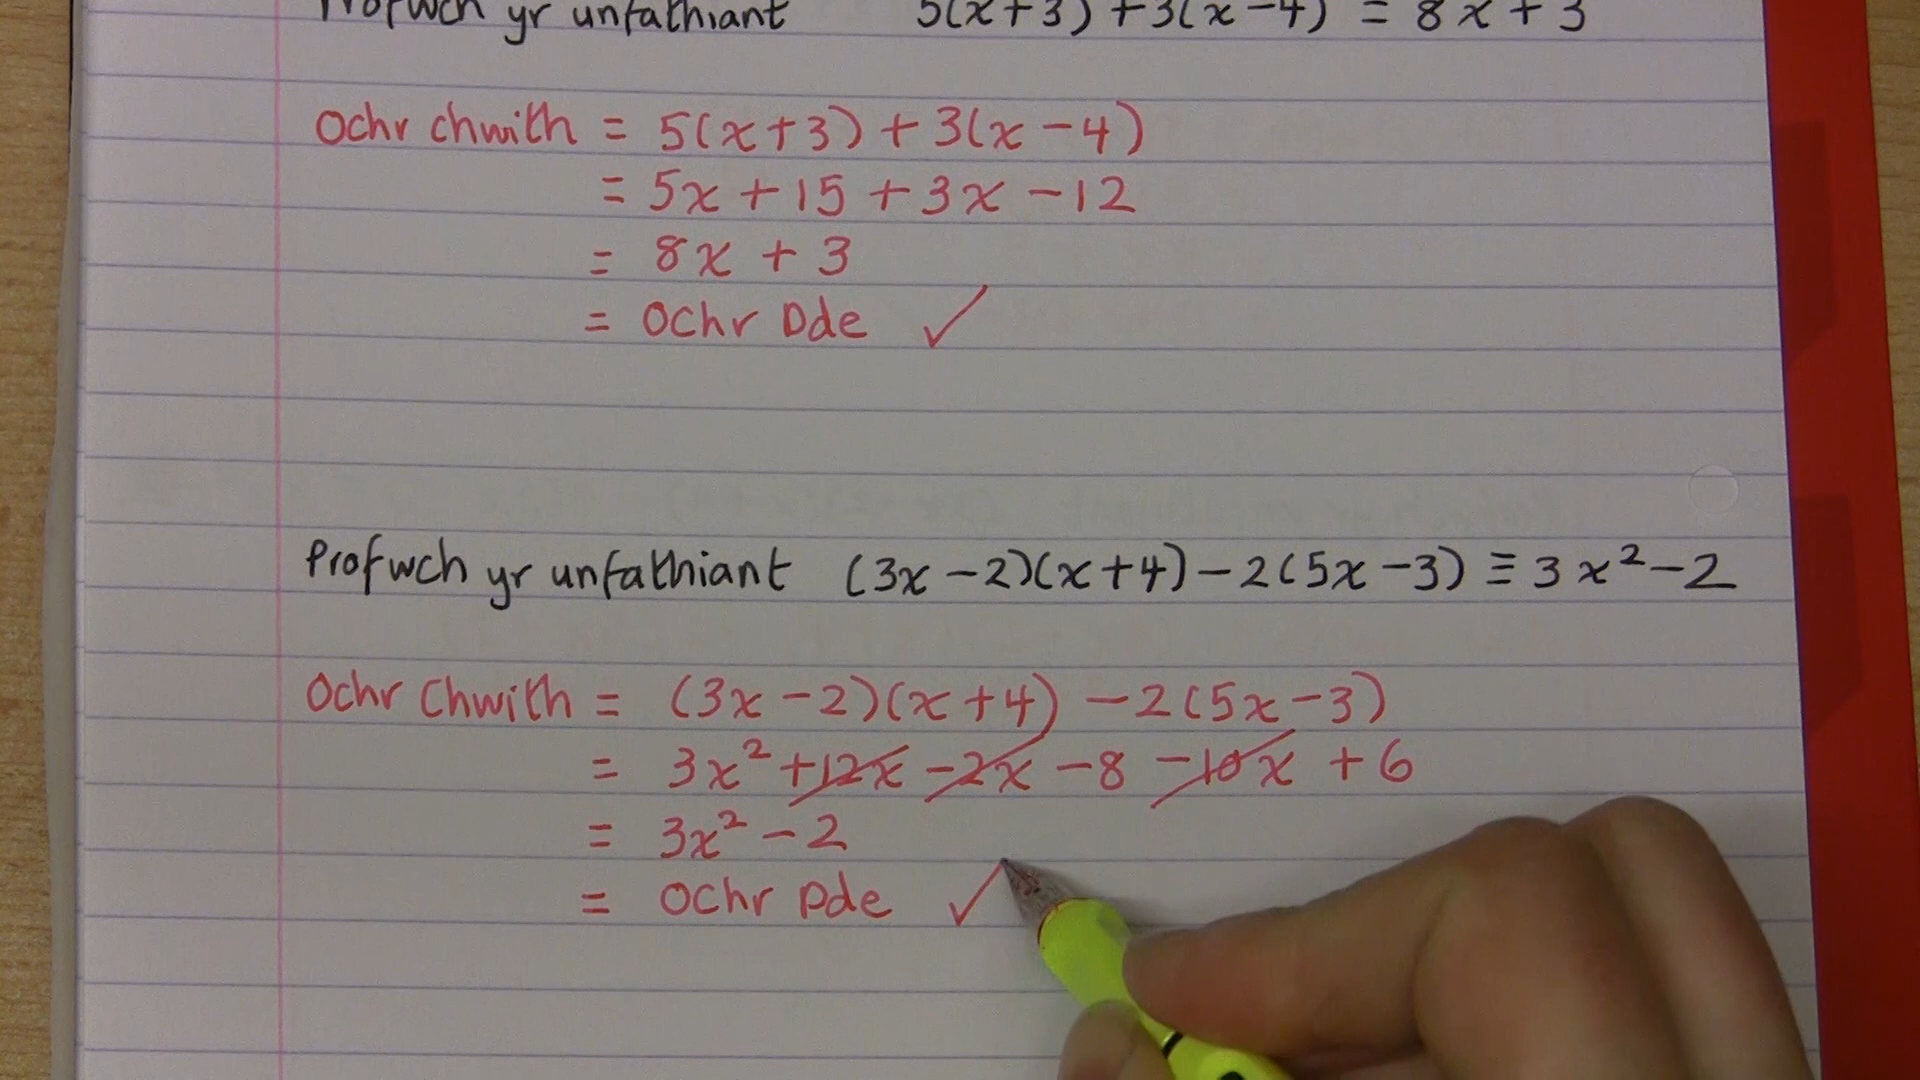 Profwch yr unfathiant 5(x+3) + 3(x-4) = 8x + 3
Ochr chwith = 5(x+3) + 3(x-4)
= 5x + 15 + 3x - 12
= 8x + 3
= Ochr Dde ✓
Profwch yr unfathiant (3x-2)(x+4) - 2(5x-3) ≡ 3x² - 2
Ochr Chwith = (3x-2)(x+4) - 2(5x-3)
= 3x² + 12x - 2x - 8 - 10x + 6
= 3x² - 2
= Ochr Dde ✓